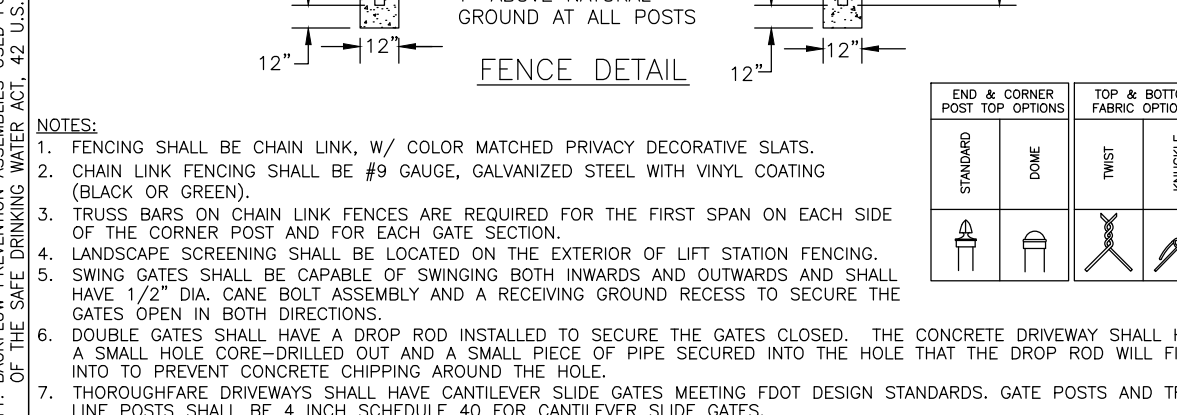 GROUND AT ALL POSTS
12" 12"
12" 12"
FENCE DETAIL
END & CORNER
POST TOP OPTIONS
TOP &
FABRIC
STANDARD
DOME
TWIST
NOTES:
1. FENCING SHALL BE CHAIN LINK, W/ COLOR MATCHED PRIVACY DECORATIVE SLATS.
2. CHAIN LINK FENCING SHALL BE #9 GAUGE, GALVANIZED STEEL WITH VINYL COATING
(BLACK OR GREEN).
3. TRUSS BARS ON CHAIN LINK FENCES ARE REQUIRED FOR THE FIRST SPAN ON EACH SIDE
OF THE CORNER POST AND FOR EACH GATE SECTION.
4. LANDSCAPE SCREENING SHALL BE LOCATED ON THE EXTERIOR OF LIFT STATION FENCING.
5. SWING GATES SHALL BE CAPABLE OF SWINGING BOTH INWARDS AND OUTWARDS AND SHALL
HAVE 1/2" DIA. CANE BOLT ASSEMBLY AND A RECEIVING GROUND RECESS TO SECURE THE
GATES OPEN IN BOTH DIRECTIONS.
6. DOUBLE GATES SHALL HAVE A DROP ROD INSTALLED TO SECURE THE GATES CLOSED. THE CONCRETE DRIVEWAY SHALL
A SMALL HOLE CORE-DRILLED OUT AND A SMALL PIECE OF PIPE SECURED INTO THE HOLE THAT THE DROP ROD WILL
INTO TO PREVENT CONCRETE CHIPPING AROUND THE HOLE.
7. THOROUGHFARE DRIVEWAYS SHALL HAVE CANTILEVER SLIDE GATES MEETING FDOT DESIGN STANDARDS. GATE POSTS AND
LINE POSTS SHALL BE 4 INCH SCHEDULE 40 FOR CANTILEVER SLIDE GATES.
OF THE SAFE DRINKING WATER ACT, 42 U.S.